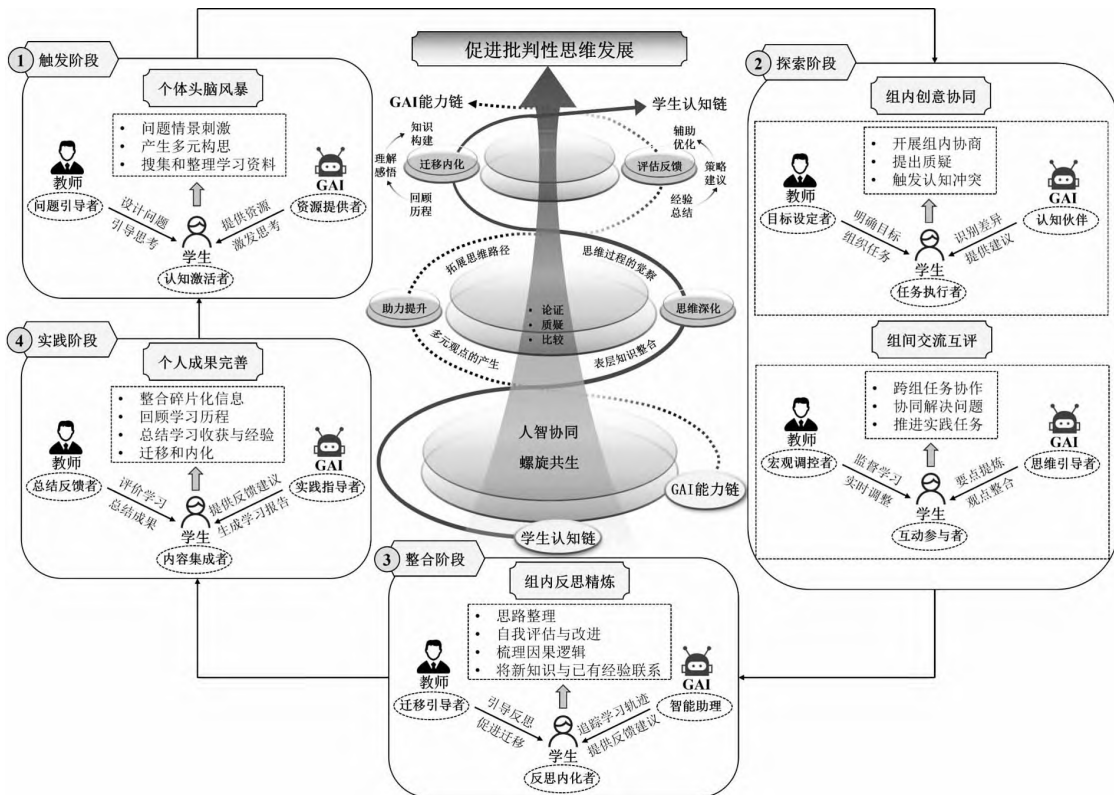 促进批判性思维发展
1 触发阶段
个体头脑风暴
• 问题情景刺激
• 产生多元构思
• 搜集和整理学习资料
教师
问题引导者
GAI
资源提供者
设计问题
引导思考
提供资源
激发思考
学生
认知激活者
GAI能力链
学生认知链
知识
构建
理解
感悟
回顾
历程
迁移内化
评估反馈
辅助
优化
策略
建议
经验
总结
拓展思维路径
思维过程的觉察
助力提升
思维深化
• 论证
• 质疑
• 比较
多元观点的产生
表层知识整合
人智协同
螺旋共生
GAI能力链
学生认知链
2 探索阶段
组内创意协同
• 开展组内协商
• 提出质疑
• 触发认知冲突
教师
目标设定者
GAI
认知伙伴
明确目标
组织任务
识别差异
提供建议
学生
任务执行者
组间交流互评
• 跨组任务协作
• 协同解决问题
• 推进实践任务
教师
宏观调控者
GAI
思维引导者
监督学习
实时调整
要点提炼
观点整合
学生
互动参与者
3 整合阶段
组内反思精炼
• 思路整理
• 自我评估与改进
• 梳理因果逻辑
• 将新知识与已有经验联系
教师
迁移引导者
GAI
智能助理
引导反思
促进迁移
追踪学习轨迹
提供反馈建议
学生
反思内化者
4 实践阶段
个人成果完善
• 整合碎片化信息
• 回顾学习历程
• 总结学习收获与经验
• 迁移和内化
教师
总结反馈者
GAI
实践指导者
评价学习
总结成果
提供反馈建议
生成学习报告
学生
内容集成者